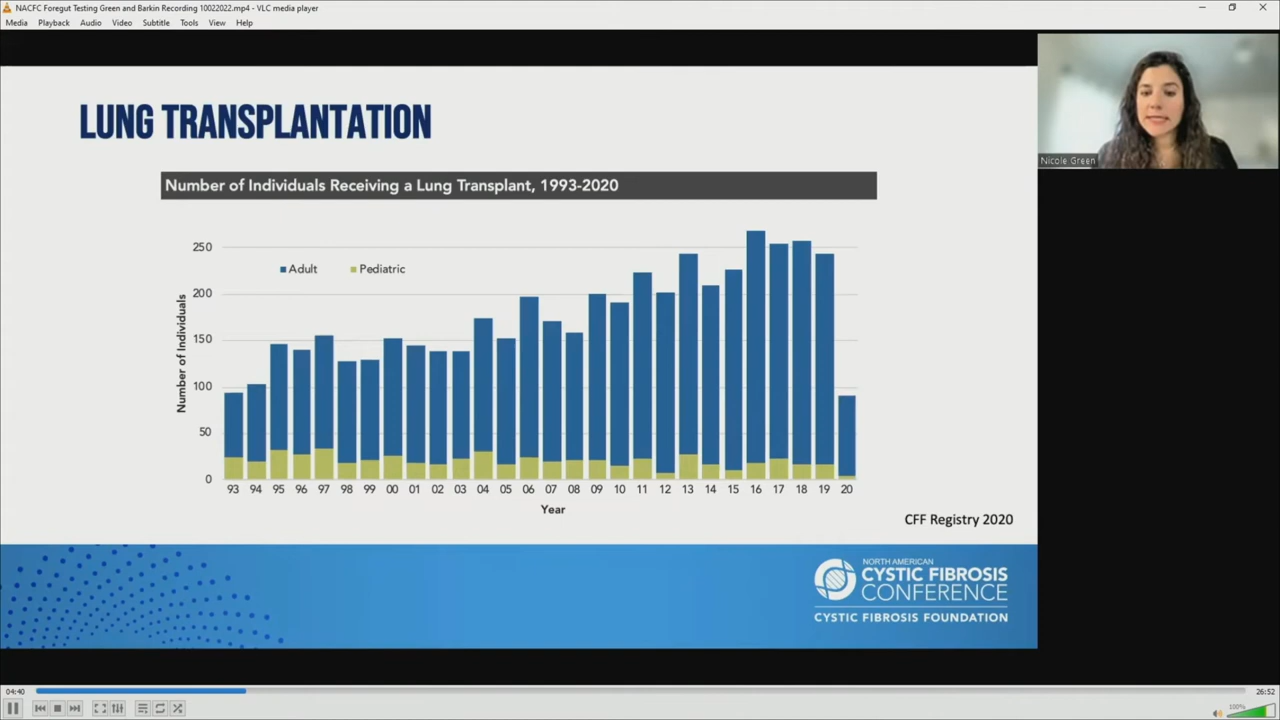 NACFC Foregut Testing Green and Barkin Recording 10022022.mp4 - VLC media player
Media Playback Audio Video Subtitle Tools View Help
LUNG TRANSPLANTATION
Nicole Green
Number of Individuals Receiving a Lung Transplant, 1993-2020
250
200
150
100
50
0
Adult Pediatric
Number of Individuals
93 94 95 96 97 98 99 00 01 02 03 04 05 06 07 08 09 10 11 12 13 14 15 16 17 18 19 20
Year
CFF Registry 2020
NORTH AMERICAN
CYSTIC FIBROSIS
CONFERENCE
CYSTIC FIBROSIS FOUNDATION
04:40 26:52
100%